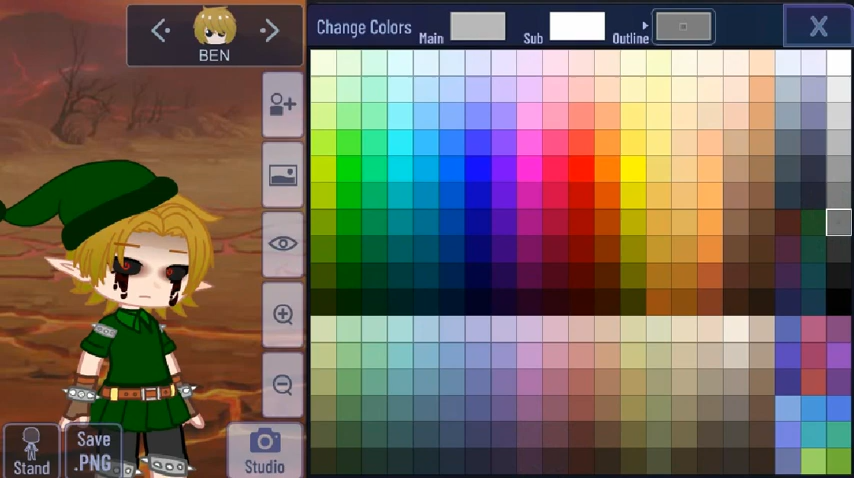 BEN
Change Colors
Main
Sub
Outline
X
Stand
Save
.PNG
Studio